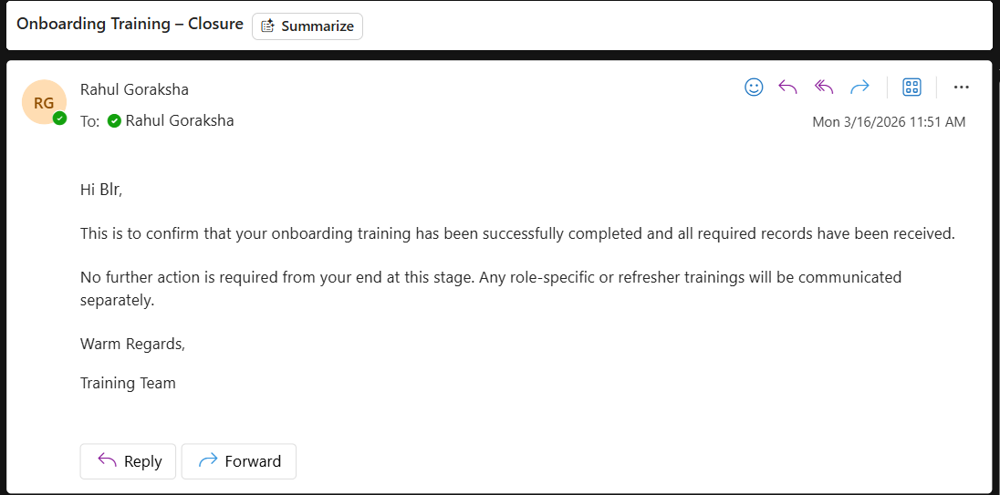 Onboarding Training – Closure Summarize
RG
Rahul Goraksha
To: Rahul Goraksha
Mon 3/16/2026 11:51 AM
Hi Blr,
This is to confirm that your onboarding training has been successfully completed and all required records have been received.
No further action is required from your end at this stage. Any role-specific or refresher trainings will be communicated
separately.
Warm Regards,
Training Team
Reply Forward